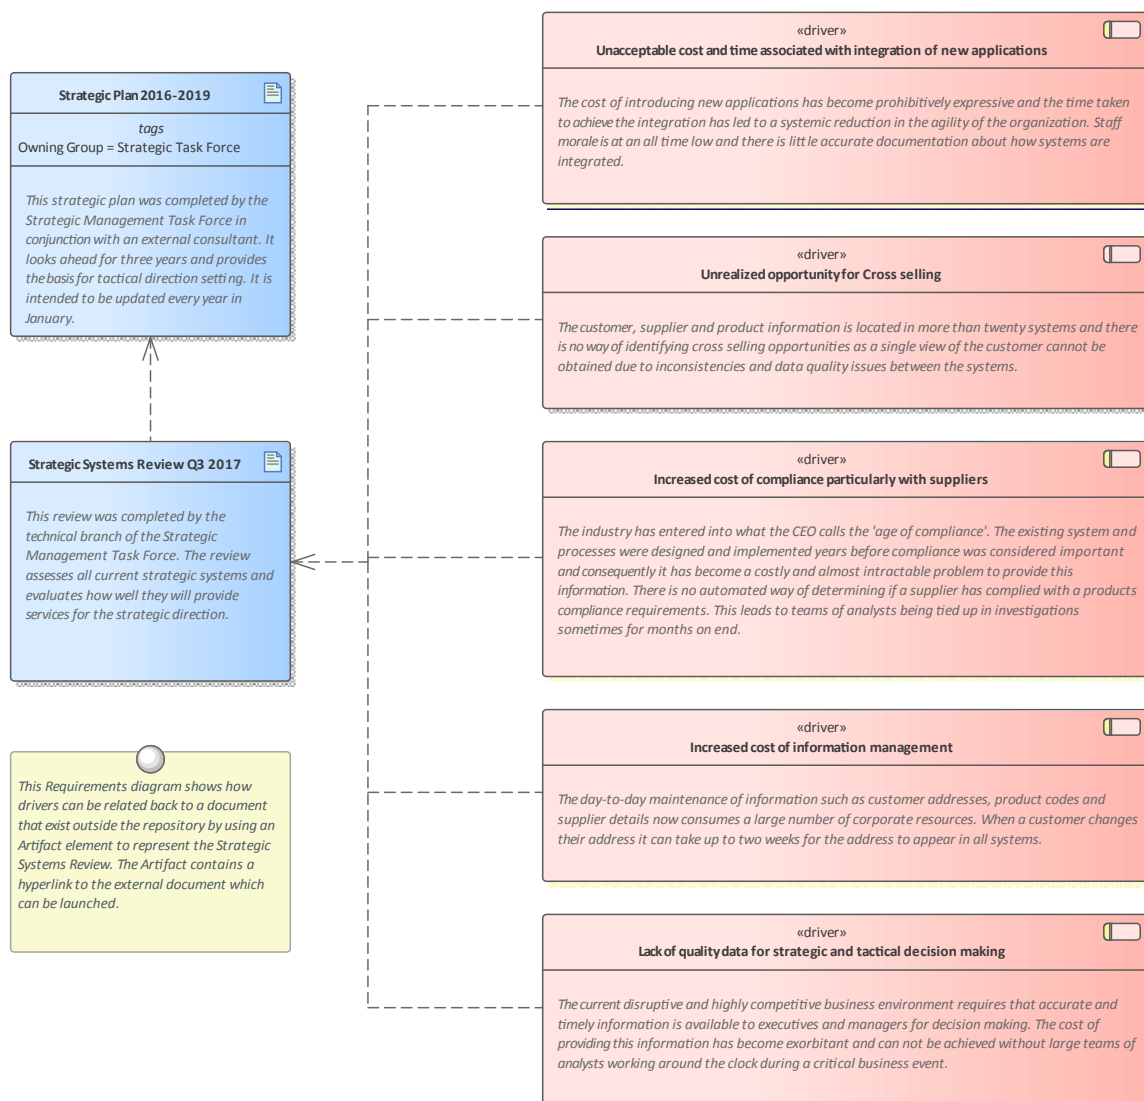 Strategic Plan 2016-2019
tags
Owning Group = Strategic Task Force
This strategic plan was completed by the
Strategic Management Task Force in
conjunction with an external consultant. It
looks ahead for three years and provides
the basis for tactical direction setting. It is
intended to be updated every year in
January.
Strategic Systems Review Q3 2017
This review was completed by the
technical branch of the Strategic
Management Task Force. The review
assesses all current strategic systems and
evaluates how well they will provide
services for the strategic direction.
This Requirements diagram shows how
drivers can be related back to a document
that exist outside the repository by using an
Artifact element to represent the Strategic
Systems Review. The Artifact contains a
hyperlink to the external document which
can be launched.
«driver»
Unacceptable cost and time associated with integration of new applications
The cost of introducing new applications has become prohibitively expressive and the time taken
to achieve the integration has led to a systemic reduction in the agility of the organization. Staff
morale is at an all time low and there is little accurate documentation about how systems are
integrated.
«driver»
Unrealized opportunity for Cross selling
The customer, supplier and product information is located in more than twenty systems and there
is no way of identifying cross selling opportunities as a single view of the customer cannot be
obtained due to inconsistencies and data quality issues between the systems.
«driver»
Increased cost of compliance particularly with suppliers
The industry has entered into what the CEO calls the 'age of compliance'. The existing system and
processes were designed and implemented years before compliance was considered important
and consequently it has become a costly and almost intractable problem to provide this
information. There is no automated way of determining if a supplier has complied with a products
compliance requirements. This leads to teams of analysts being tied up in investigations
sometimes for months on end.
«driver»
Increased cost of information management
The day-to-day maintenance of information such as customer addresses, product codes and
supplier details now consumes a large number of corporate resources. When a customer changes
their address it can take up to two weeks for the address to appear in all systems.
«driver»
Lack of quality data for strategic and tactical decision making
The current disruptive and highly competitive business environment requires that accurate and
timely information is available to executives and managers for decision making. The cost of
providing this information has become exorbitant and can not be achieved without large teams of
analysts working around the clock during a critical business event.